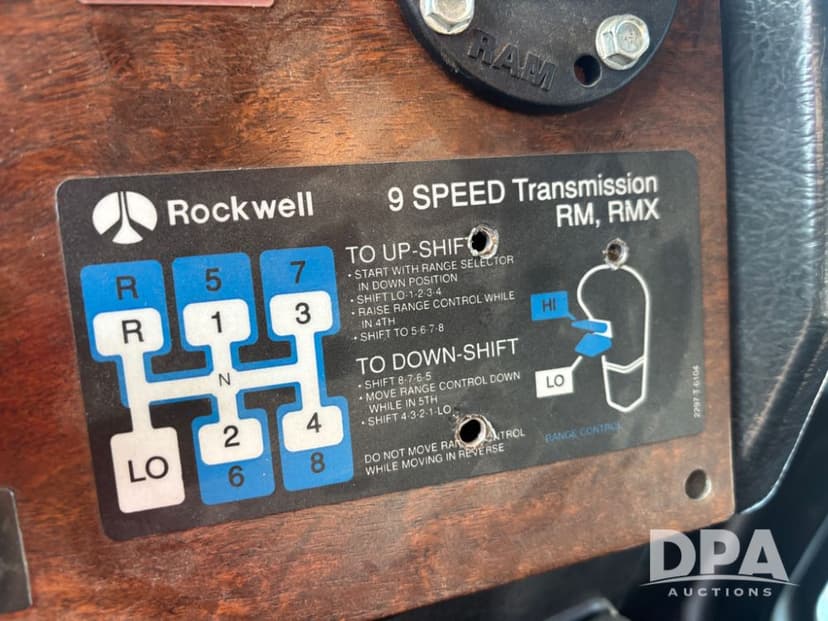 RAM
Rockwell
9 SPEED Transmission
RM, RMX
R 5 7
R 1 3
N
LO 2 4
6 8
TO UP-SHIFT
• START WITH RANGE SELECTOR
IN DOWN POSITION
• SHIFT LO-1-2-3-4
• RAISE RANGE CONTROL WHILE
IN 4TH
• SHIFT TO 5-6-7-8
TO DOWN-SHIFT
• SHIFT 8-7-6-5
• MOVE RANGE CONTROL DOWN
WHILE IN 5TH
• SHIFT 4-3-2-1-LO
DO NOT MOVE RANGE CONTROL
WHILE MOVING IN REVERSE
HI
LO
RANGE CONTROL
2297-T-6104
DPA
AUCTIONS